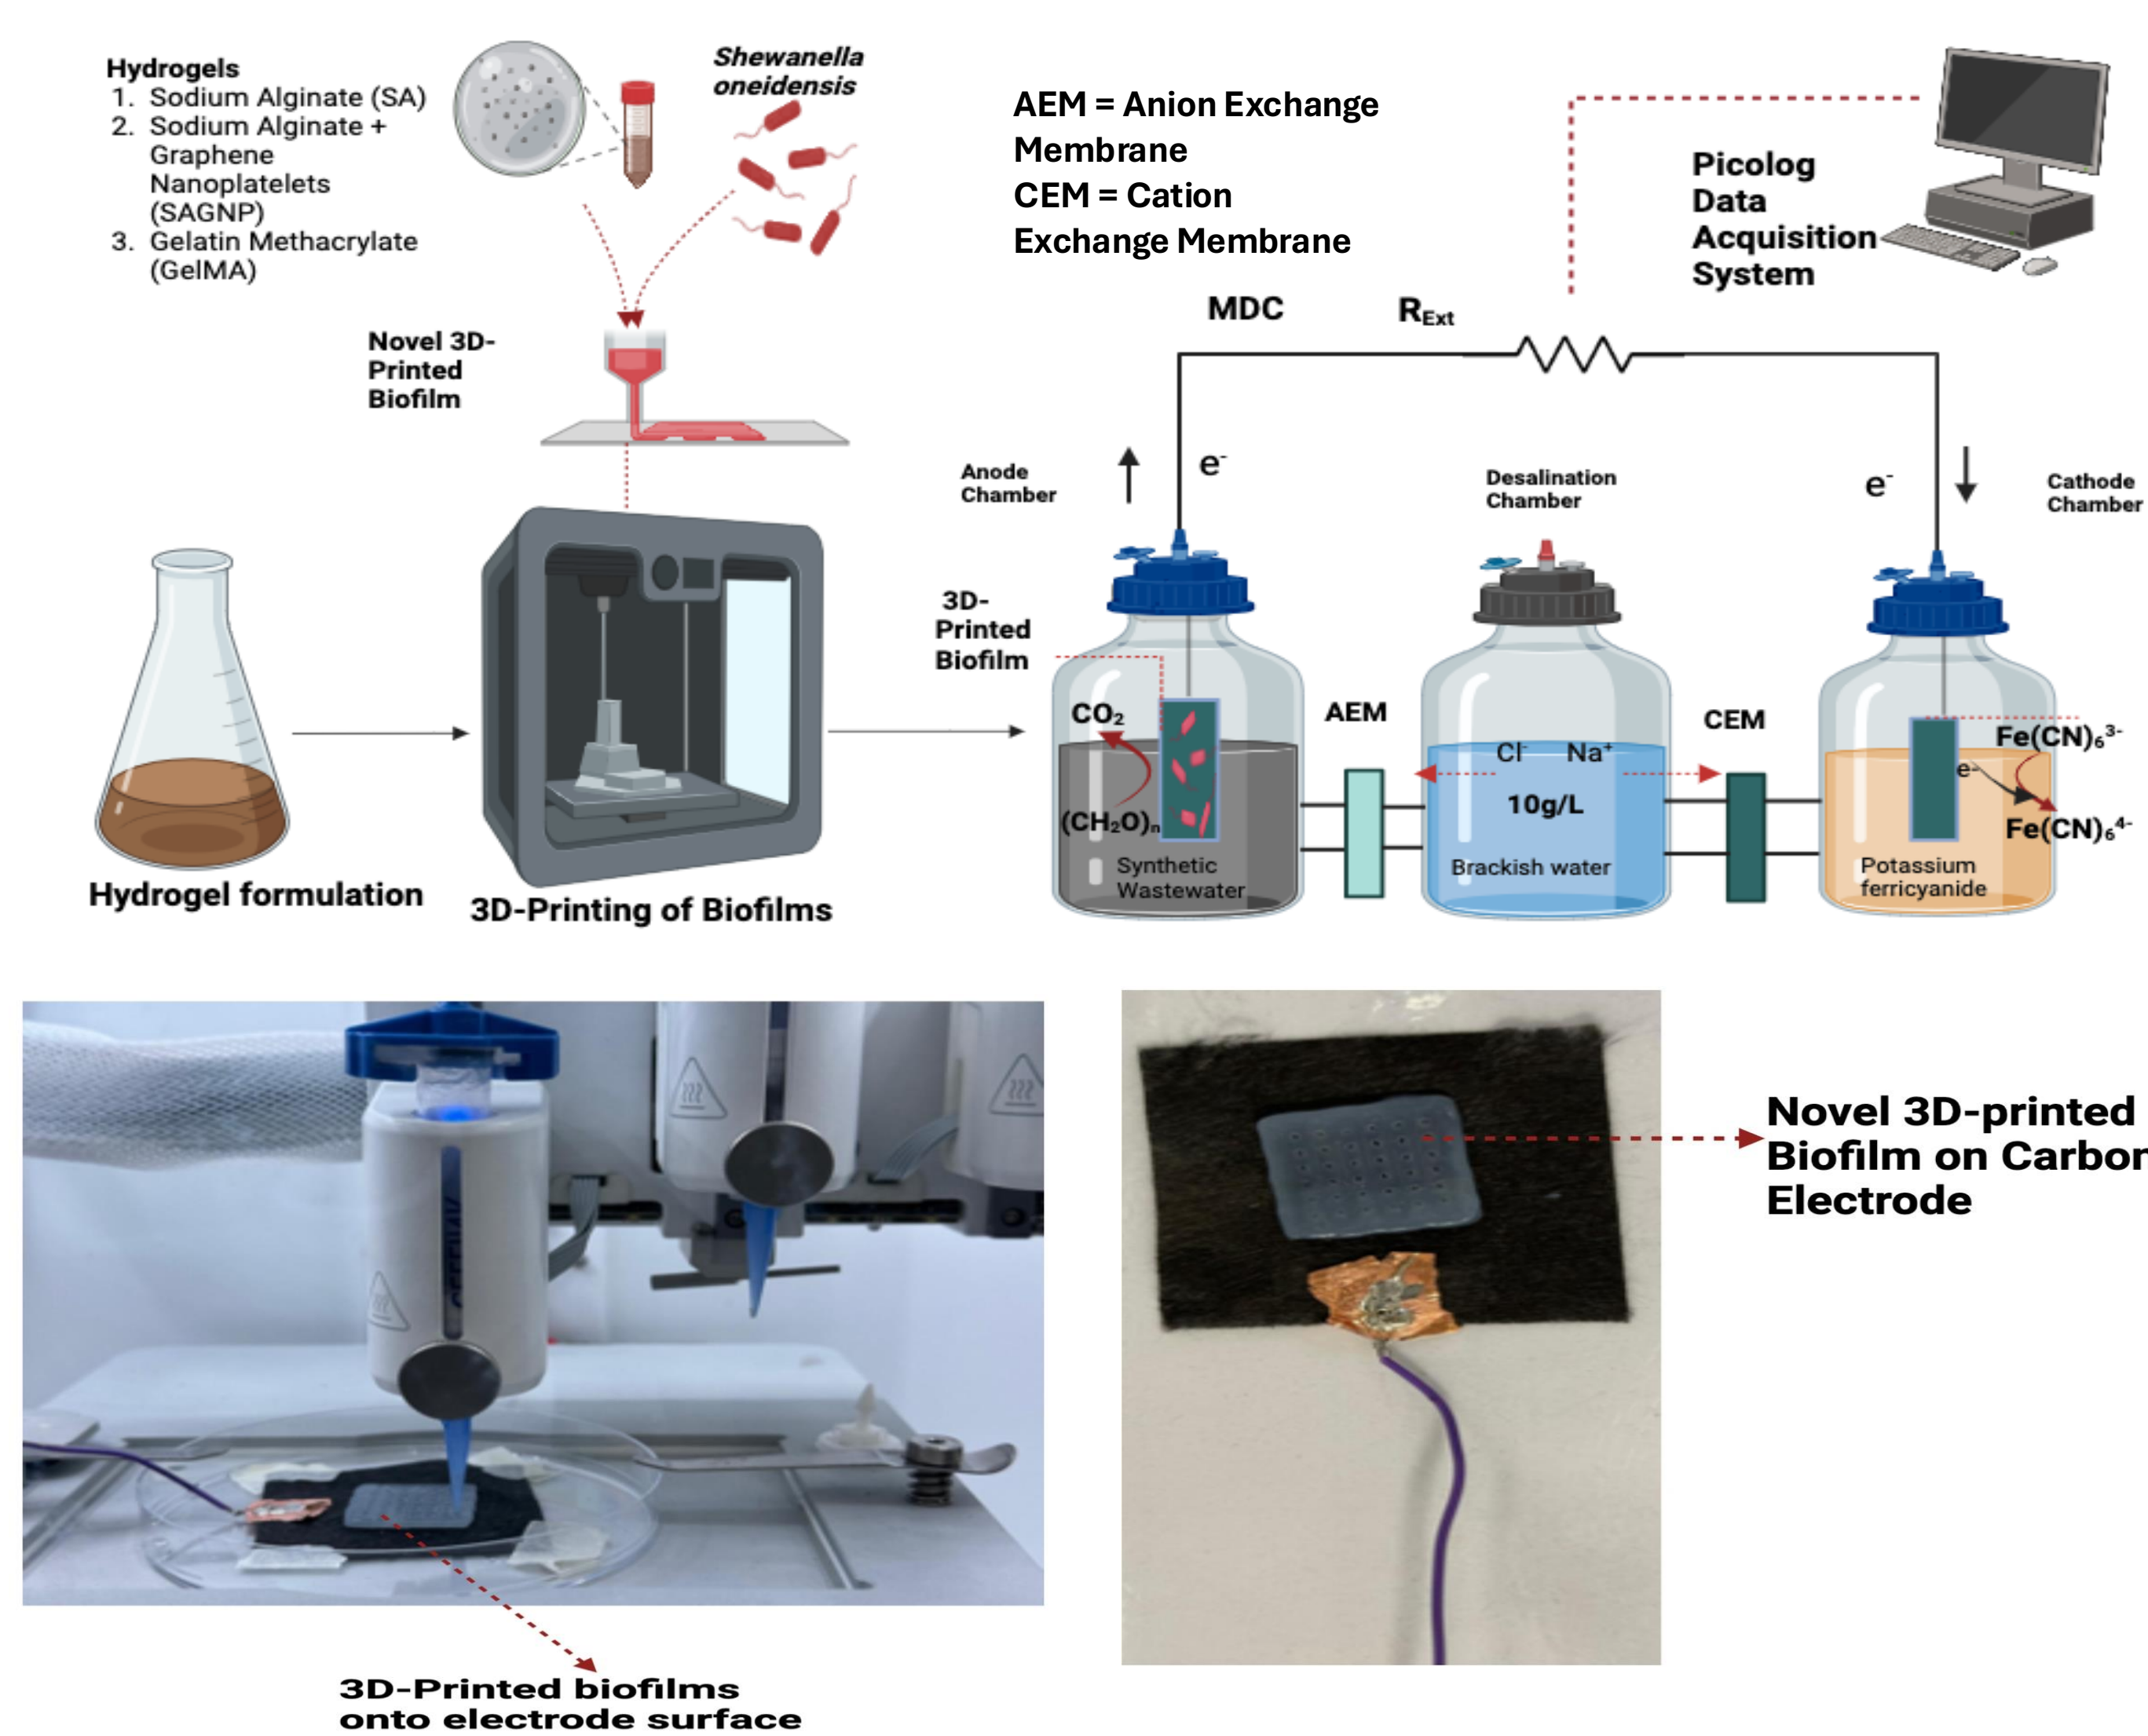 Hydrogels
1. Sodium Alginate (SA)
2. Sodium Alginate +
Graphene
Nanoplatelets
(SAGNP)
3. Gelatin Methacrylate
(GelMA)
Shewanella
oneidensis
Novel 3D-
Printed
Biofilm
Hydrogel formulation
3D-Printing of Biofilms
AEM = Anion Exchange
Membrane
CEM = Cation
Exchange Membrane
Picolog
Data
Acquisition
System
MDC
R_Ext
Anode
Chamber
e⁻
Desalination
Chamber
e⁻
Cathode
Chamber
3D-
Printed
Biofilm
CO₂
(CH₂O)ₙ
Synthetic
Wastewater
AEM
Cl⁻ Na⁺
10g/L
Brackish water
CEM
Fe(CN)₆³⁻
e⁻
Fe(CN)₆⁴⁻
Potassium
ferricyanide
Novel 3D-printed
Biofilm on Carbon
Electrode
3D-Printed biofilms
onto electrode surface